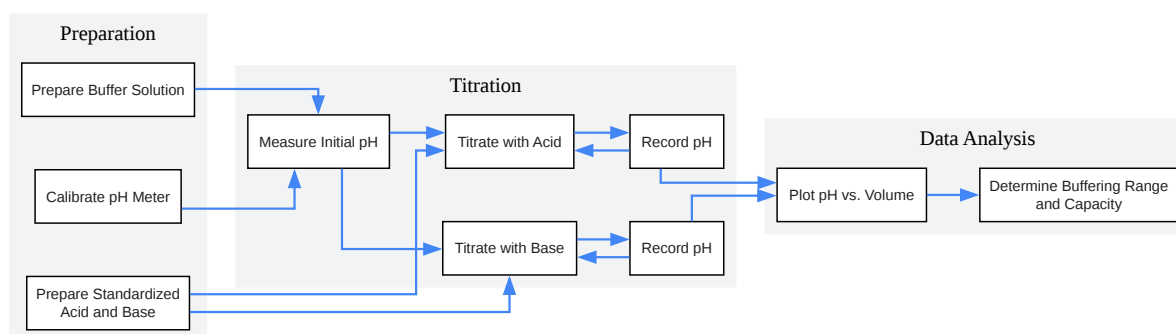 Preparation
Prepare Buffer Solution
Calibrate pH Meter
Prepare Standardized
Acid and Base
Titration
Measure Initial pH
Titrate with Acid
Record pH
Titrate with Base
Record pH
Data Analysis
Plot pH vs. Volume
Determine Buffering Range
and Capacity